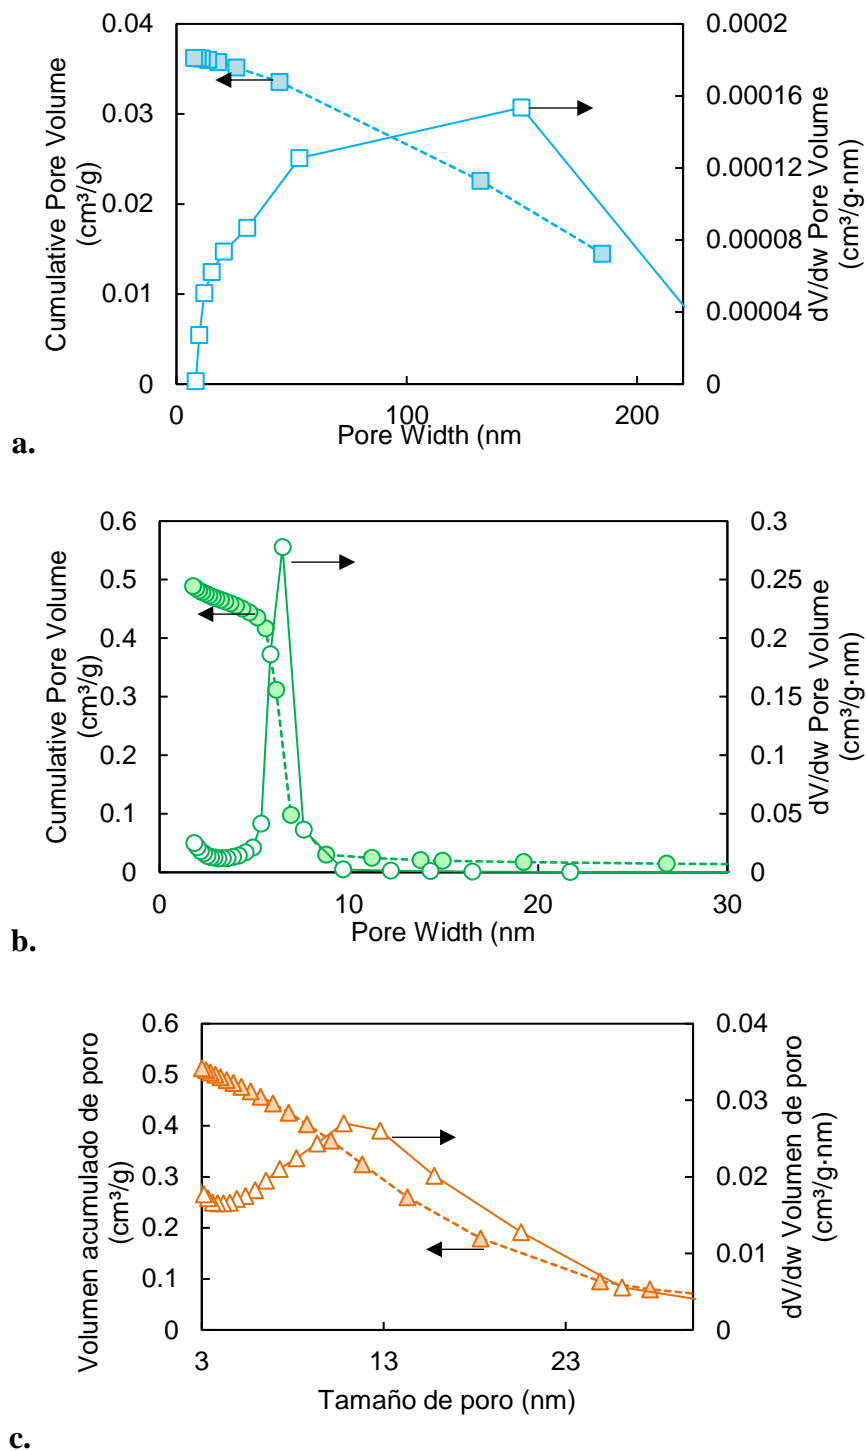 0.04
0.03
0.02
0.01
0
Cumulative Pore Volume
(cm³/g)
0.0002
0.00016
0.00012
0.00008
0.00004
0
dV/dw Pore Volume
(cm³/g·nm)
0 100 200
Pore Width (nm
a.
0.6
0.5
0.4
0.3
0.2
0.1
0
Cumulative Pore Volume
(cm³/g)
0.3
0.25
0.2
0.15
0.1
0.05
0
dV/dw Pore Volume
(cm³/g·nm)
0 10 20 30
Pore Width (nm
b.
0.6
0.5
0.4
0.3
0.2
0.1
0
Volumen acumulado de poro
(cm³/g)
0.04
0.03
0.02
0.01
0
dV/dw Volumen de poro
(cm³/g·nm)
3 13 23
Tamaño de poro (nm)
c.